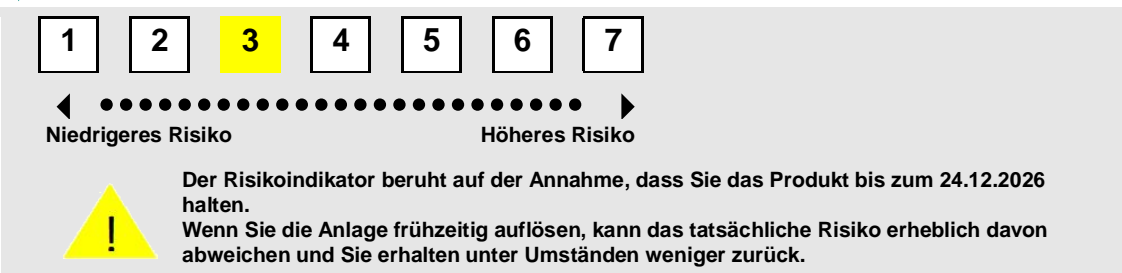 1 2 3 4 5 6 7
Niedrigeres Risiko Höheres Risiko
Der Risikoindikator beruht auf der Annahme, dass Sie das Produkt bis zum 24.12.2026
halten.
Wenn Sie die Anlage frühzeitig auflösen, kann das tatsächliche Risiko erheblich davon
abweichen und Sie erhalten unter Umständen weniger zurück.
!